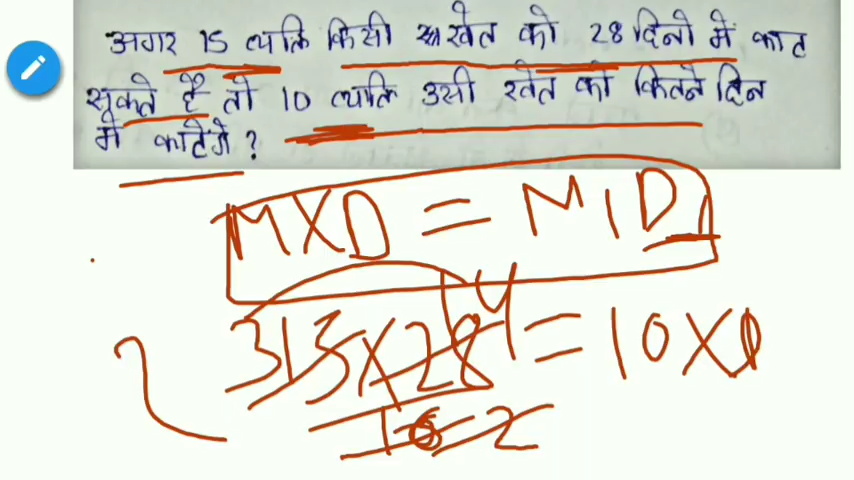 अगर 15 व्यक्ति किसी खेत को 28 दिनो में काट
सकते हैं तो 10 व्यक्ति उसी खेत को कितने दिन
में काटेगे ?
MXD = M1D1
3 15 X 28 14 = 10 X D
10 2